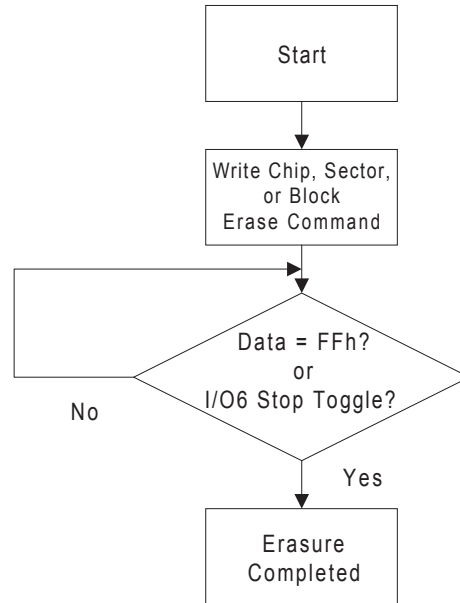 Start
Write Chip, Sector,
or Block
Erase Command
Data = FFh?
or
I/O6 Stop Toggle?
No
Yes
Erasure
Completed